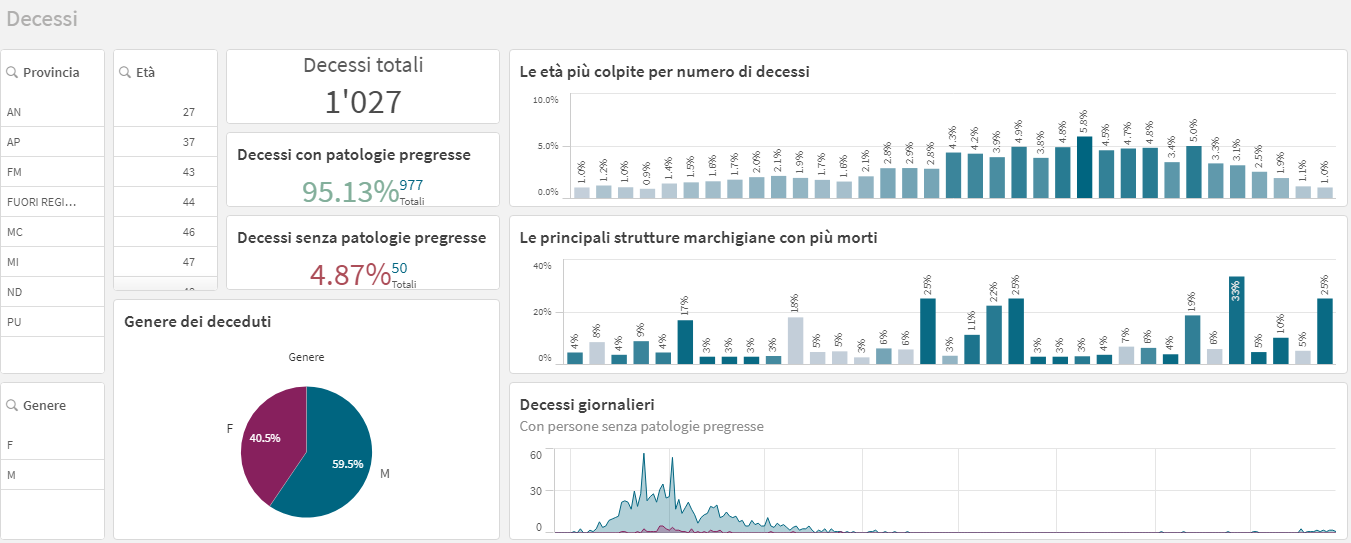 Decessi
Provincia
AN
AP
FM
FUORI REGI...
MC
MI
ND
PU
Genere
F
M
Età
27
37
43
44
46
47
Decessi totali
1'027
Decessi con patologie pregresse
95.13% 977
Totali
Decessi senza patologie pregresse
4.87% 50
Totali
Genere dei deceduti
Genere
F
40.5%
59.5%
M
Le età più colpite per numero di decessi
10.0%
5.0%
0.0%
1.0% 1.2% 1.0% 0.9% 1.4% 1.5% 1.6% 1.7% 2.0% 2.1% 1.9% 1.7% 1.6% 2.1% 2.8% 2.9% 2.8% 4.3% 4.2% 3.9% 4.9% 3.8% 4.8% 5.8% 4.5% 4.7% 4.8% 3.4% 5.0% 3.3% 3.1% 2.5% 1.9% 1.1% 1.0%
Le principali strutture marchigiane con più morti
40%
20%
0%
4% 8% 4% 9% 4% 17% 3% 3% 3% 3% 18% 5% 5% 3% 6% 6% 25% 3% 11% 22% 25% 3% 3% 3% 4% 7% 6% 4% 19% 6% 33% 5% 10% 5% 25%
Decessi giornalieri
Con persone senza patologie pregresse
60
30
0